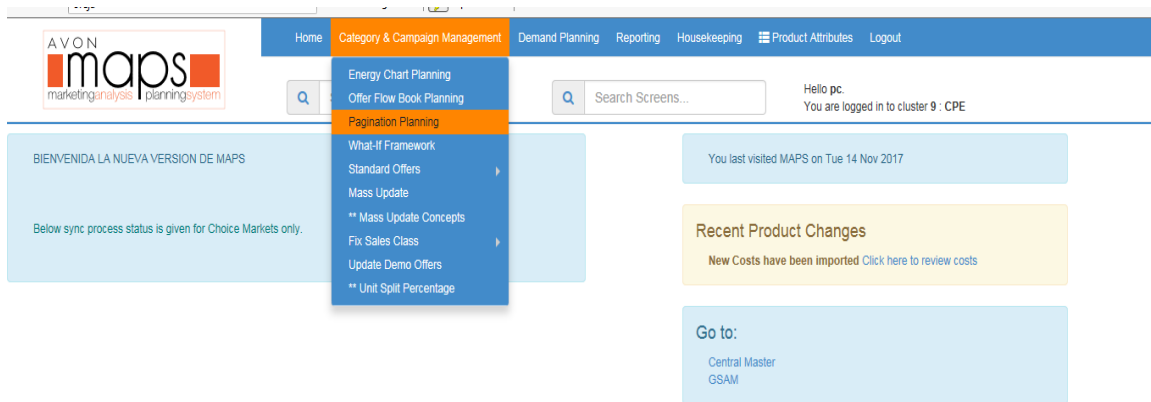 AVON
maps
marketinganalysis planningsystem
Home Category & Campaign Management Demand Planning Reporting Housekeeping Product Attributes Logout
Energy Chart Planning
Offer Flow Book Planning
Pagination Planning
What-If Framework
Standard Offers
Mass Update
** Mass Update Concepts
Fix Sales Class
Update Demo Offers
** Unit Split Percentage
Search Screens...
Hello pc.
You are logged in to cluster 9 : CPE
BIENVENIDA LA NUEVA VERSION DE MAPS
Below sync process status is given for Choice Markets only.
You last visited MAPS on Tue 14 Nov 2017
Recent Product Changes
New Costs have been imported Click here to review costs
Go to:
Central Master
GSAM